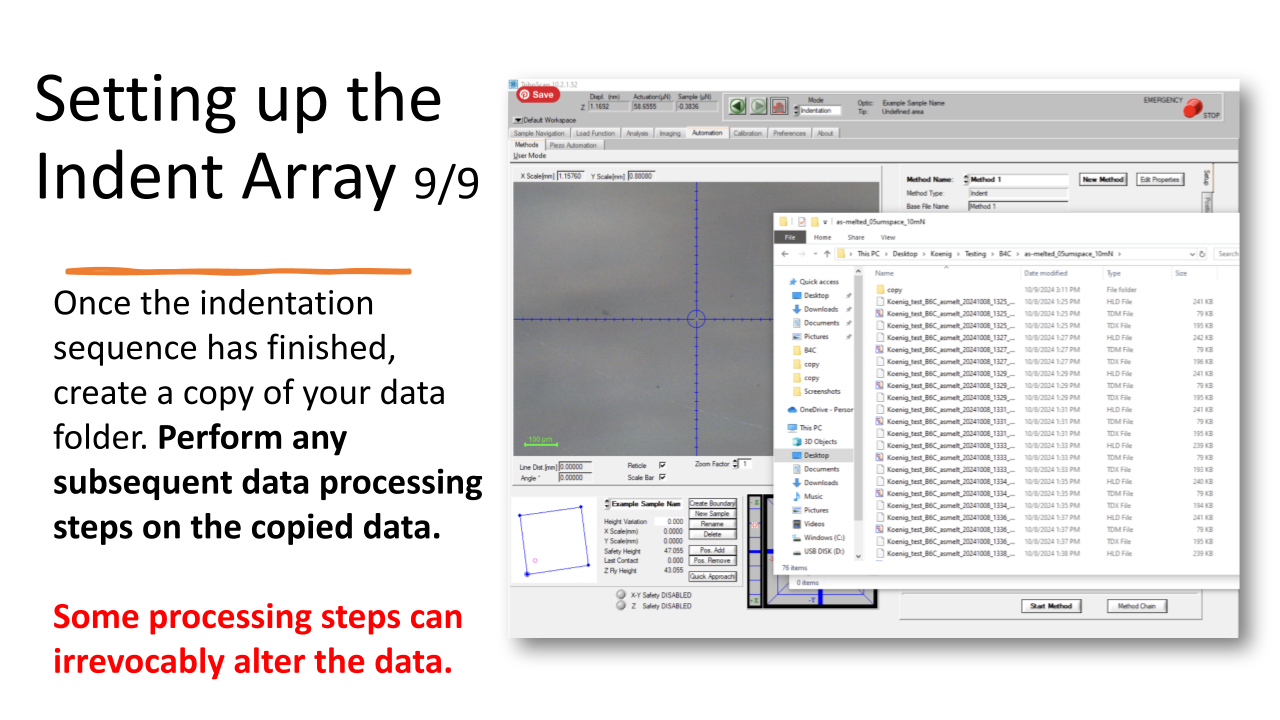 Setting up the
Indent Array 9/9
Once the indentation
sequence has finished,
create a copy of your data
folder. Perform any
subsequent data processing
steps on the copied data.
Some processing steps can
irrevocably alter the data.
TriboScan 10.2.1.52
Save
Displ. (nm) Actuation(µN) Sample (µN)
Z 1.1692 58.6555 -0.3836
Mode
Indentation
Optic: Example Sample Name
Tip: Undefined area
EMERGENCY
STOP
Default Workspace
Sample Navigation Load Function Analysis Imaging Automation Calibration Preferences About
Methods Piezo Automation
User Mode
X Scale[mm] 1.15760 Y Scale[mm] 0.88080
Method Name: Method 1 New Method Edit Properties
Method Type: Indent
Base File Name Method 1
Setup
100 µm
Line Dist.[mm] 0.00000 Reticle Zoom Factor 1
Angle ° 0.00000 Scale Bar
Example Sample Nam
Height Variation 0.000
X Scale(mm) 0.0000
Y Scale(mm) 0.0000
Safety Height 47.055
Last Contact 0.000
Z Fly Height 43.055
Create Boundary
New Sample
Rename
Delete
Pos. Add
Pos. Remove
Quick Approach
X-Y Safety DISABLED
Z Safety DISABLED
-Z
+Z
-Y
as-melted_05umspace_10mN
File Home Share View
This PC Desktop Koenig Testing B4C as-melted_05umspace_10mN Search
Quick access
Desktop
Downloads
Documents
Pictures
B4C
copy
copy
Screenshots
OneDrive - Person
This PC
3D Objects
Desktop
Documents
Downloads
Music
Pictures
Videos
Windows (C:)
USB DISK (D:)
Name Date modified Type Size
copy 10/9/2024 3:11 PM File folder
Koenig_test_B6C_asmelt_20241008_1325_... 10/8/2024 1:25 PM HLD File 241 KB
Koenig_test_B6C_asmelt_20241008_1325_... 10/8/2024 1:25 PM TDM File 79 KB
Koenig_test_B6C_asmelt_20241008_1325_... 10/8/2024 1:25 PM TDX File 195 KB
Koenig_test_B6C_asmelt_20241008_1327_... 10/8/2024 1:27 PM HLD File 242 KB
Koenig_test_B6C_asmelt_20241008_1327_... 10/8/2024 1:27 PM TDM File 79 KB
Koenig_test_B6C_asmelt_20241008_1327_... 10/8/2024 1:27 PM TDX File 196 KB
Koenig_test_B6C_asmelt_20241008_1329_... 10/8/2024 1:29 PM HLD File 241 KB
Koenig_test_B6C_asmelt_20241008_1329_... 10/8/2024 1:29 PM TDM File 79 KB
Koenig_test_B6C_asmelt_20241008_1329_... 10/8/2024 1:29 PM TDX File 195 KB
Koenig_test_B6C_asmelt_20241008_1331_... 10/8/2024 1:31 PM HLD File 241 KB
Koenig_test_B6C_asmelt_20241008_1331_... 10/8/2024 1:31 PM TDM File 79 KB
Koenig_test_B6C_asmelt_20241008_1331_... 10/8/2024 1:31 PM TDX File 195 KB
Koenig_test_B6C_asmelt_20241008_1333_... 10/8/2024 1:33 PM HLD File 239 KB
Koenig_test_B6C_asmelt_20241008_1333_... 10/8/2024 1:33 PM TDM File 79 KB
Koenig_test_B6C_asmelt_20241008_1333_... 10/8/2024 1:33 PM TDX File 193 KB
Koenig_test_B6C_asmelt_20241008_1334_... 10/8/2024 1:35 PM HLD File 240 KB
Koenig_test_B6C_asmelt_20241008_1334_... 10/8/2024 1:35 PM TDM File 79 KB
Koenig_test_B6C_asmelt_20241008_1334_... 10/8/2024 1:35 PM TDX File 194 KB
Koenig_test_B6C_asmelt_20241008_1336_... 10/8/2024 1:37 PM HLD File 241 KB
Koenig_test_B6C_asmelt_20241008_1336_... 10/8/2024 1:37 PM TDM File 79 KB
Koenig_test_B6C_asmelt_20241008_1336_... 10/8/2024 1:37 PM TDX File 195 KB
Koenig_test_B6C_asmelt_20241008_1338_... 10/8/2024 1:38 PM HLD File 239 KB
76 items
0 items
Start Method Method Chain